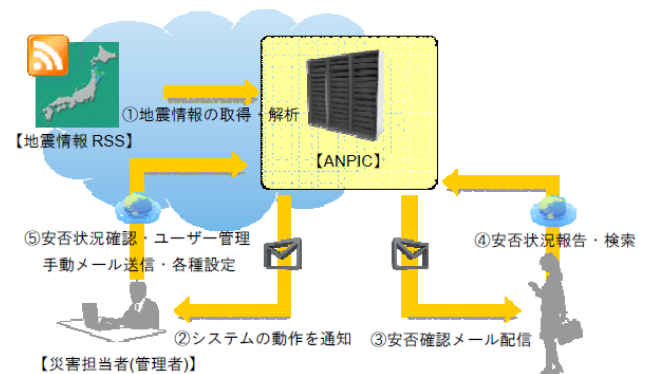 ①地震情報の取得・解析
【地震情報 RSS】
【ANPIC】
⑤安否状況確認・ユーザー管理
手動メール送信・各種設定
④安否状況報告・検索
②システムの動作を通知
③安否確認メール配信
【災害担当者(管理者)】